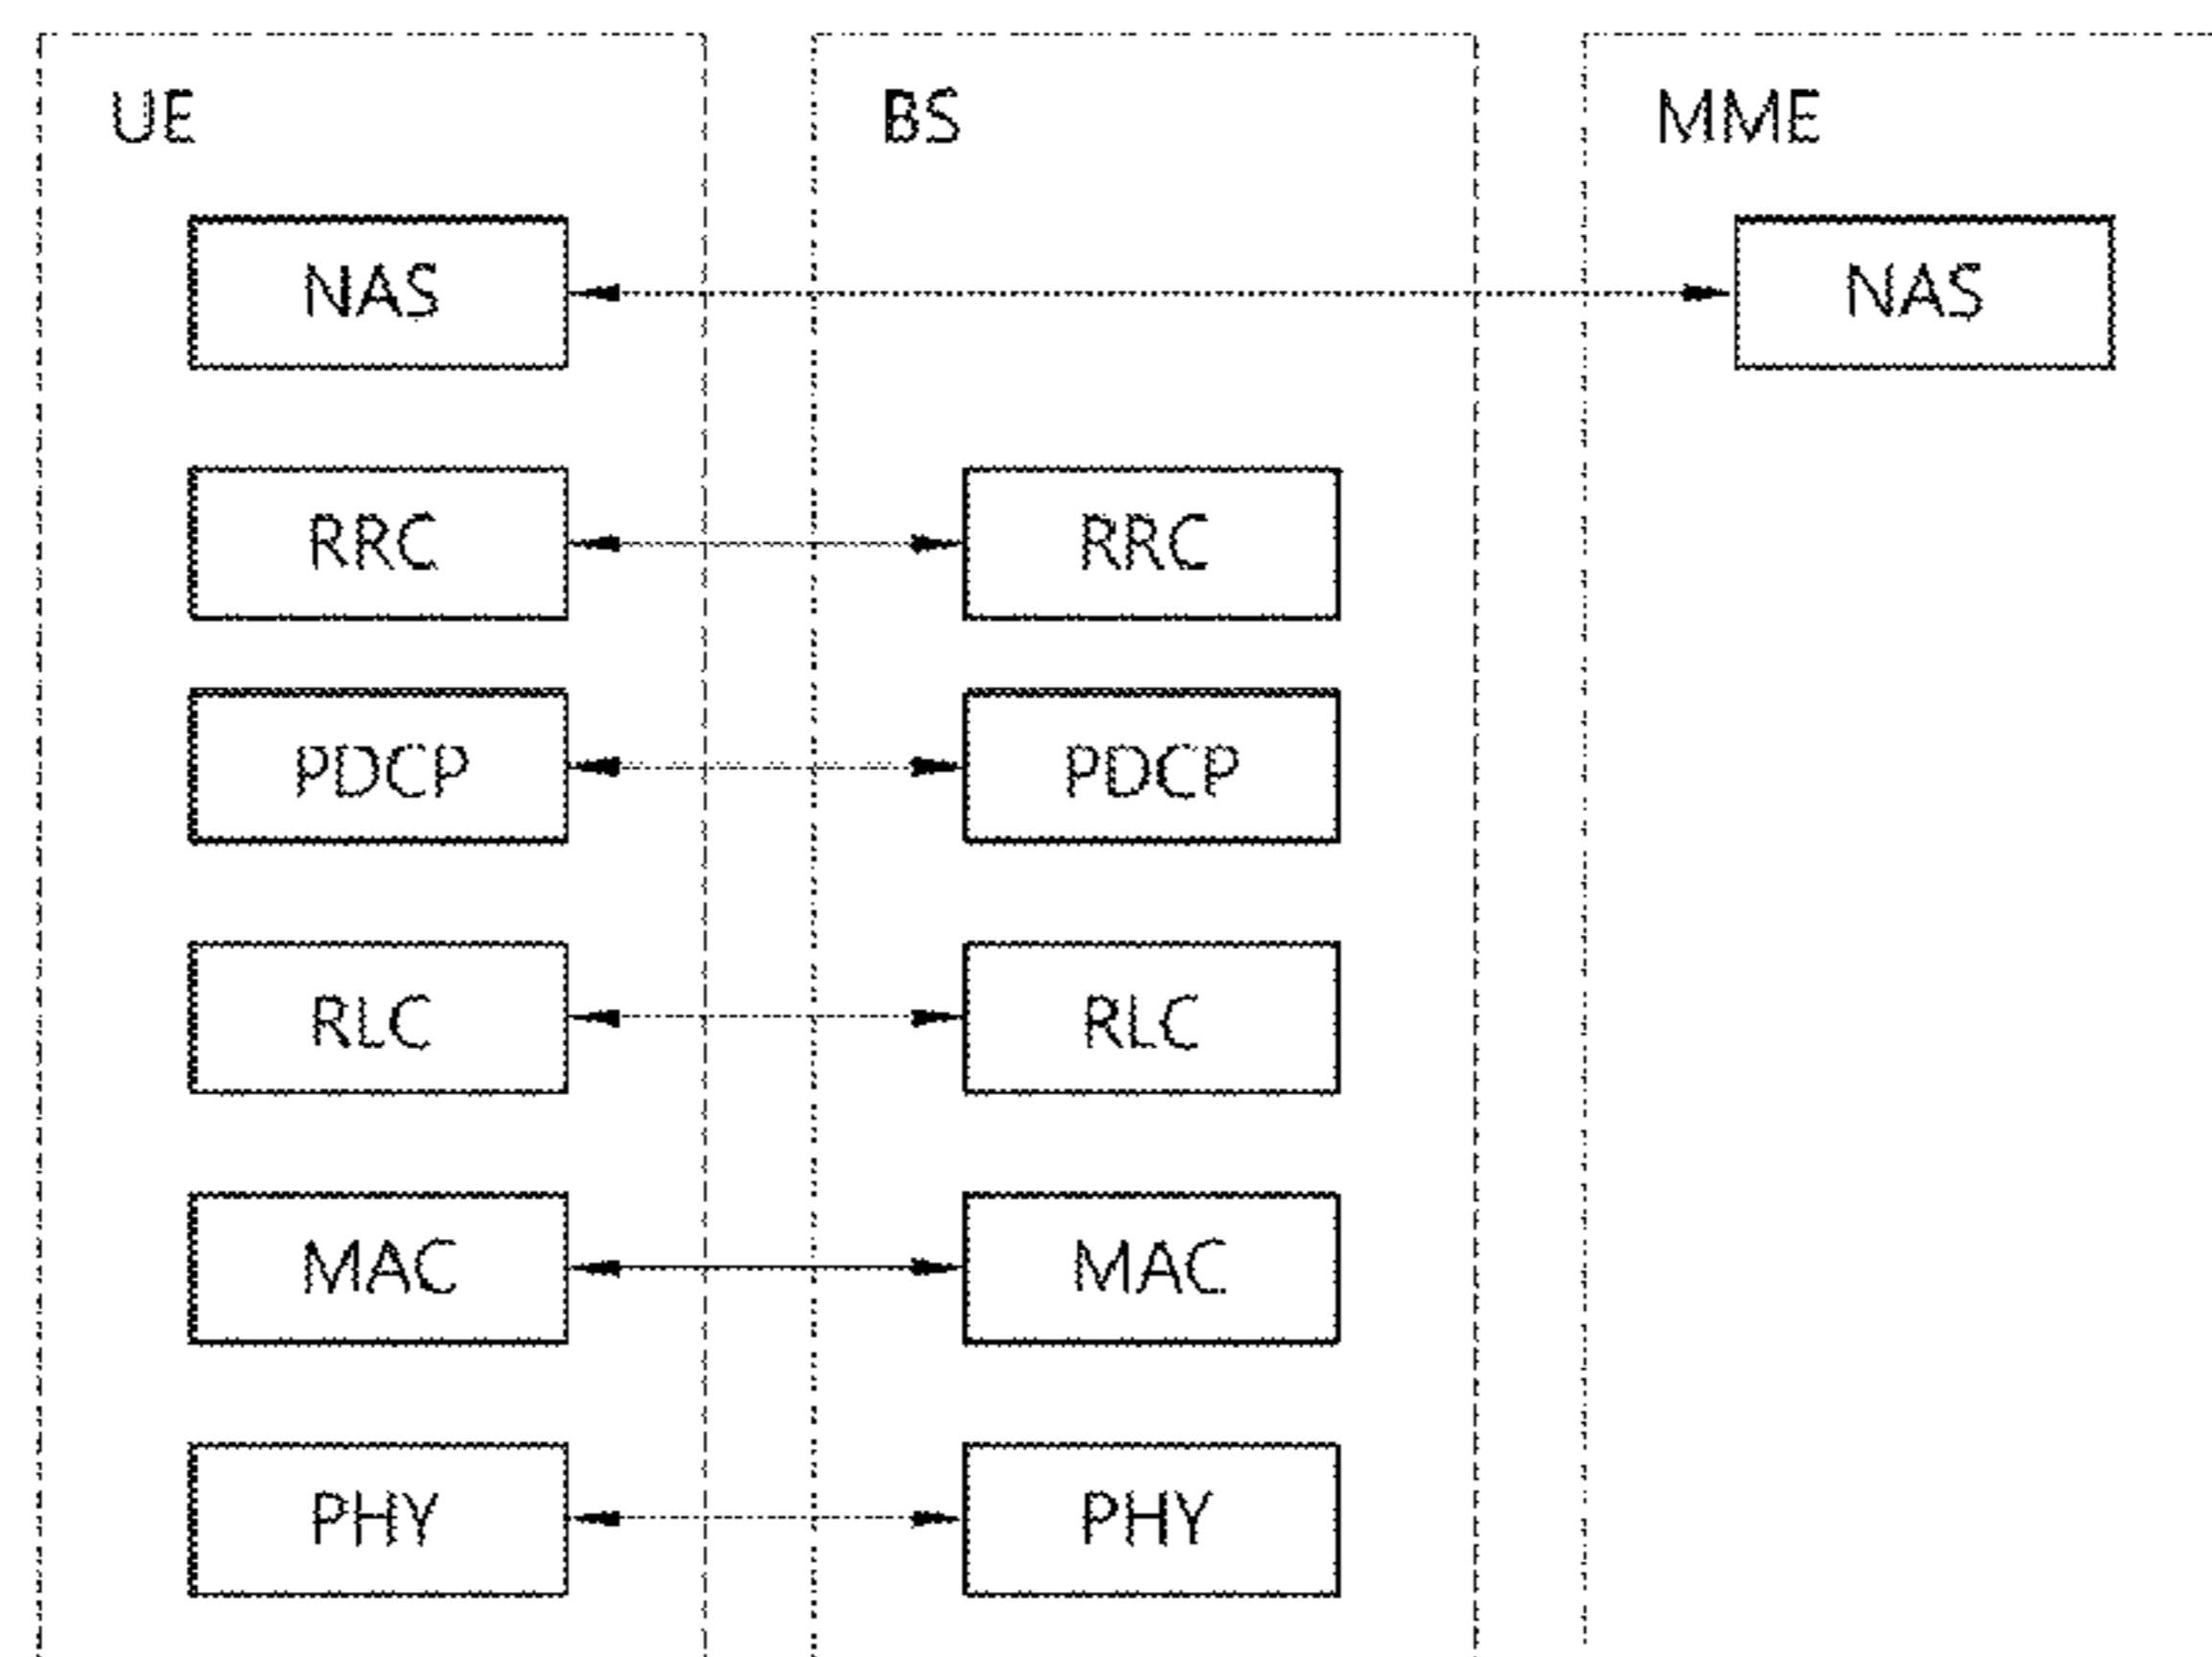 UE BS MME
NAS NAS
RRC RRC
PDCP PDCP
RLC RLC
MAC MAC
PHY PHY